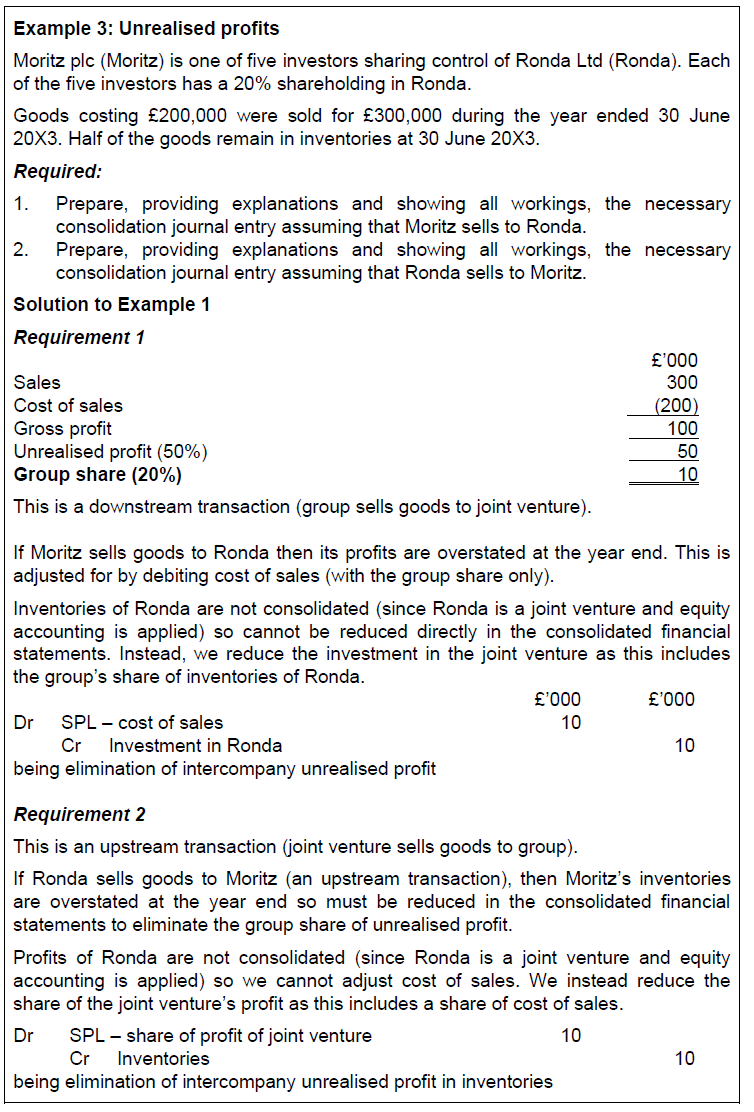 Example 3: Unrealised profits
Moritz plc (Moritz) is one of five investors sharing control of Ronda Ltd (Ronda). Each
of the five investors has a 20% shareholding in Ronda.
Goods costing £200,000 were sold for £300,000 during the year ended 30 June
20X3. Half of the goods remain in inventories at 30 June 20X3.
Required:
1. Prepare, providing explanations and showing all workings, the necessary
consolidation journal entry assuming that Moritz sells to Ronda.
2. Prepare, providing explanations and showing all workings, the necessary
consolidation journal entry assuming that Ronda sells to Moritz.
Solution to Example 1
Requirement 1
£'000
Sales 300
Cost of sales (200)
Gross profit 100
Unrealised profit (50%) 50
Group share (20%) 10
This is a downstream transaction (group sells goods to joint venture).
If Moritz sells goods to Ronda then its profits are overstated at the year end. This is
adjusted for by debiting cost of sales (with the group share only).
Inventories of Ronda are not consolidated (since Ronda is a joint venture and equity
accounting is applied) so cannot be reduced directly in the consolidated financial
statements. Instead, we reduce the investment in the joint venture as this includes
the group's share of inventories of Ronda.
£'000 £'000
Dr SPL – cost of sales 10
Cr Investment in Ronda 10
being elimination of intercompany unrealised profit
Requirement 2
This is an upstream transaction (joint venture sells goods to group).
If Ronda sells goods to Moritz (an upstream transaction), then Moritz's inventories
are overstated at the year end so must be reduced in the consolidated financial
statements to eliminate the group share of unrealised profit.
Profits of Ronda are not consolidated (since Ronda is a joint venture and equity
accounting is applied) so we cannot adjust cost of sales. We instead reduce the
share of the joint venture's profit as this includes a share of cost of sales.
Dr SPL – share of profit of joint venture 10
Cr Inventories 10
being elimination of intercompany unrealised profit in inventories